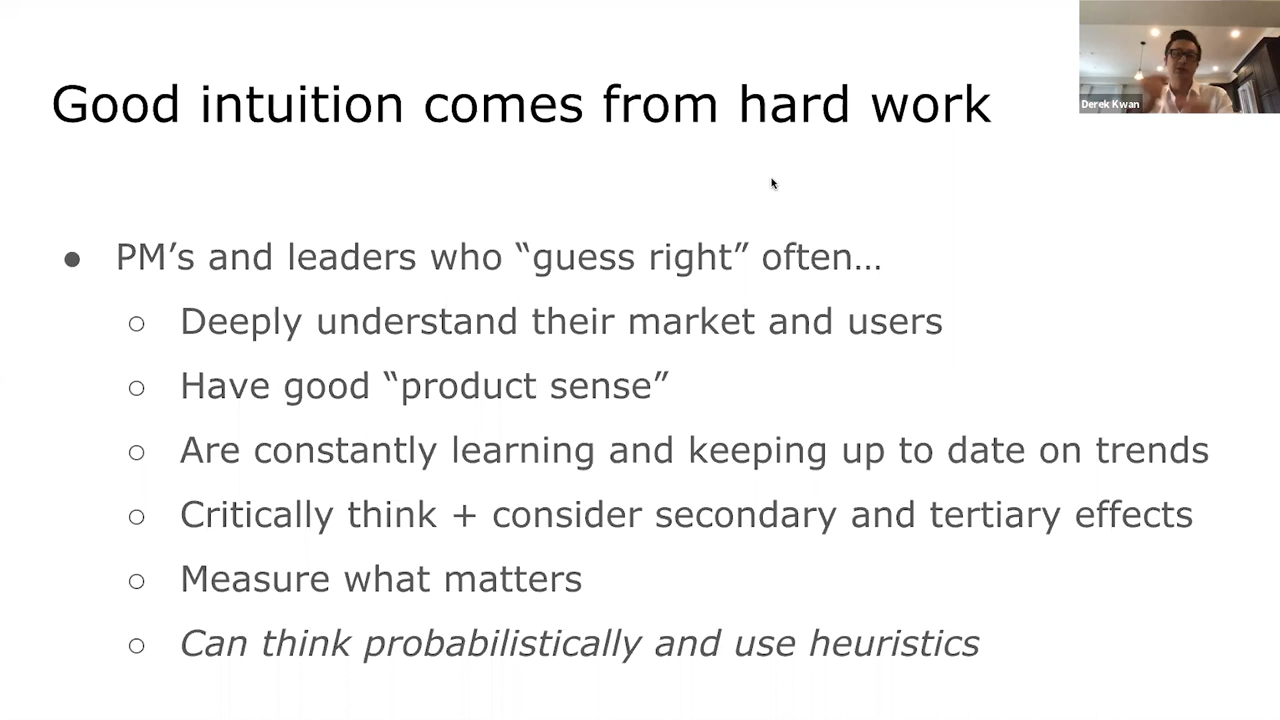 Good intuition comes from hard work
Derek Kwan
● PM’s and leaders who “guess right” often…
○ Deeply understand their market and users
○ Have good “product sense”
○ Are constantly learning and keeping up to date on trends
○ Critically think + consider secondary and tertiary effects
○ Measure what matters
○ Can think probabilistically and use heuristics